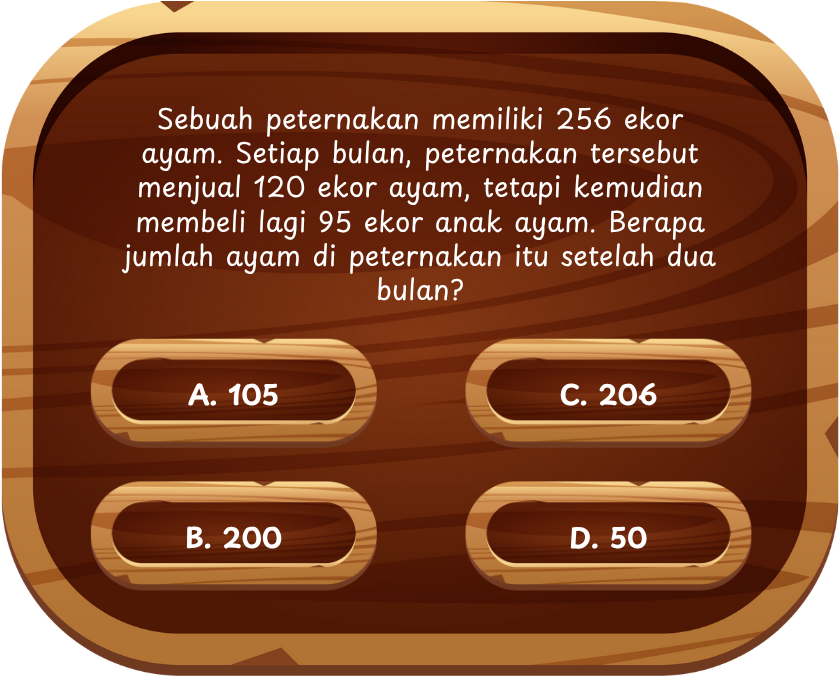 Sebuah peternakan memiliki 256 ekor
ayam. Setiap bulan, peternakan tersebut
menjual 120 ekor ayam, tetapi kemudian
membeli lagi 95 ekor anak ayam. Berapa
jumlah ayam di peternakan itu setelah dua
bulan?
A. 105
C. 206
B. 200
D. 50